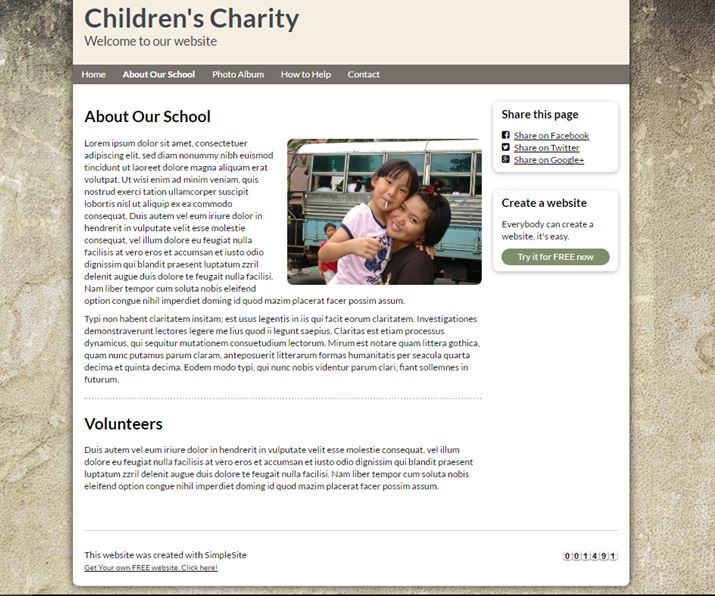 Children's Charity
Welcome to our website
Home
About Our School
Photo Album
How to Help
Contact
About Our School
Lorem ipsum dolor sit amet, consectetuer
adipiscing elit, sed diam nonummy nibh euismod
tincidunt ut laoreet dolore magna aliquam erat
volutpat. Ut wisi enim ad minim veniam, quis
nostrud exerci tation ullamcorper suscipit
lobortis nisl ut aliquip ex ea commodo
consequat. Duis autem vel eum iriure dolor in
hendrerit in vulputate velit esse molestie
consequat, vel illum dolore eu feugiat nulla
facilisis at vero eros et accumsan et iusto odio
dignissim qui blandit praesent luptatum zzril
delenit augue duis dolore te feugait nulla facilisi.
Nam liber tempor cum soluta nobis eleifend
option congue nihil imperdiet doming id quod mazim placerat facer possim assum.
Typi non habent claritatem insitam; est usus legentis in iis qui facit eorum claritatem. Investigationes
demonstraverunt lectores legere me lius quod ii legunt saepius. Claritas est etiam processus
dynamicus, qui sequitur mutationem consuetudium lectorum. Mirum est notare quam littera gothica,
quam nunc putamus parum claram, anteposuerit litterarum formas humanitatis per seacula quarta
decima et quinta decima. Eodem modo typi, qui nunc nobis videntur parum clari, fiant sollemnes in
futurum.
Volunteers
Duis autem vel eum iriure dolor in hendrerit in vulputate velit esse molestie consequat, vel illum
dolore eu feugiat nulla facilisis at vero eros et accumsan et iusto odio dignissim qui blandit praesent
luptatum zzril delenit augue duis dolore te feugait nulla facilisi. Nam liber tempor cum soluta nobis
eleifend option congue nihil imperdiet doming id quod mazim placerat facer possim assum.
Share this page
Share on Facebook
Share on Twitter
Share on Google+
Create a website
Everybody can create a
website, it's easy.
Try it for FREE now
This website was created with SimpleSite
Get Your own FREE website. Click here!
001491